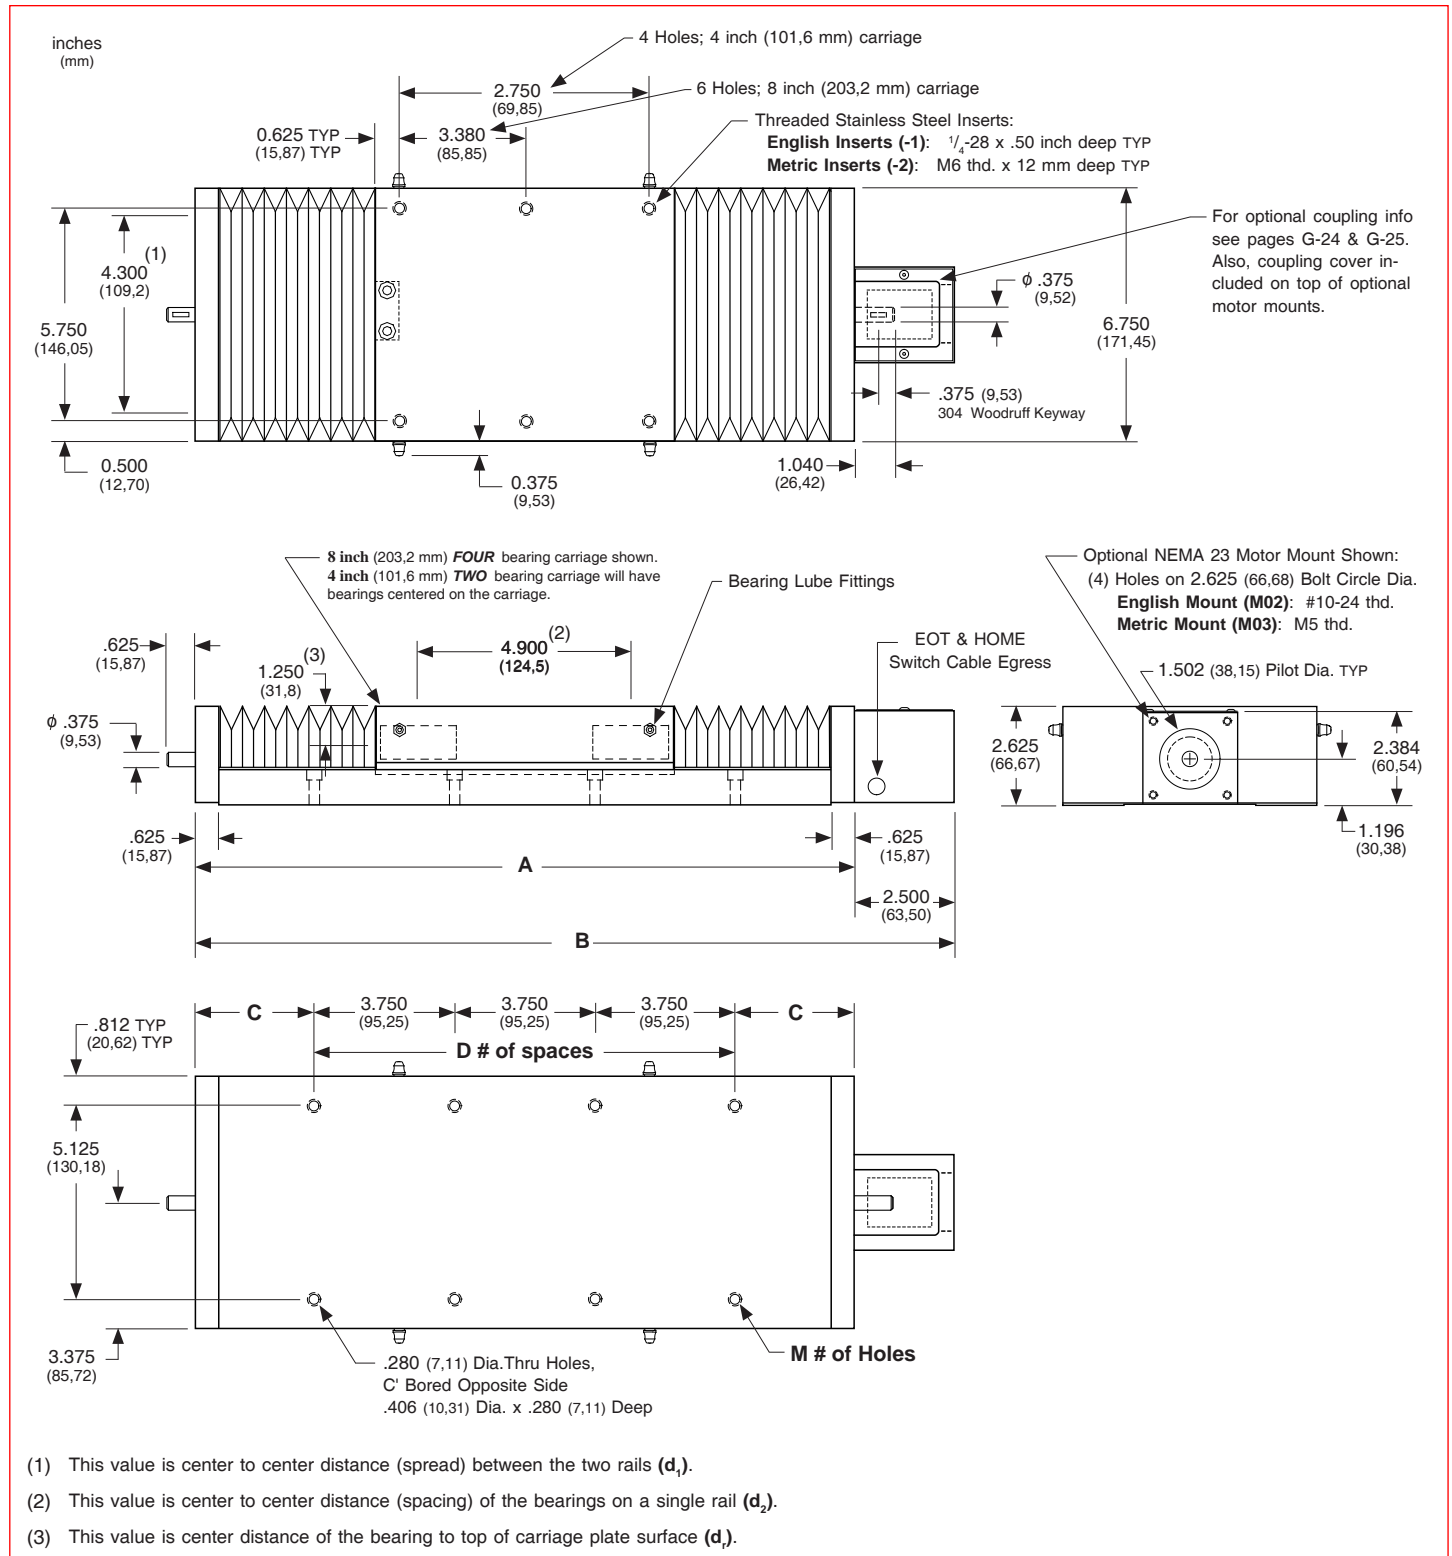 inches
(mm)
4 Holes; 4 inch (101,6 mm) carriage
2.750
(69,85)
6 Holes; 8 inch (203,2 mm) carriage
0.625 TYP
(15,87) TYP
3.380
(85,85)
Threaded Stainless Steel Inserts:
English Inserts (-1): 1/4-28 x .50 inch deep TYP
Metric Inserts (-2): M6 thd. x 12 mm deep TYP
For optional coupling info
see pages G-24 & G-25.
Also, coupling cover in-
cluded on top of optional
motor mounts.
(1)
4.300
(109,2)
5.750
(146,05)
ϕ .375
(9,52)
6.750
(171,45)
.375 (9,53)
304 Woodruff Keyway
0.500
(12,70)
0.375
(9,53)
1.040
(26,42)
8 inch (203,2 mm) FOUR bearing carriage shown.
4 inch (101,6 mm) TWO bearing carriage will have
bearings centered on the carriage.
Bearing Lube Fittings
Optional NEMA 23 Motor Mount Shown:
(4) Holes on 2.625 (66,68) Bolt Circle Dia.
English Mount (M02): #10-24 thd.
Metric Mount (M03): M5 thd.
.625
(15,87)
(3)
1.250
(31,8)
4.900(2)
(124,5)
EOT & HOME
Switch Cable Egress
1.502 (38,15) Pilot Dia. TYP
ϕ .375
(9,53)
2.625
(66,67)
2.384
(60,54)
1.196
(30,38)
.625
(15,87)
.625
(15,87)
A
2.500
(63,50)
B
.812 TYP
(20,62) TYP
C
3.750
(95,25)
3.750
(95,25)
3.750
(95,25)
C
D # of spaces
5.125
(130,18)
3.375
(85,72)
.280 (7,11) Dia.Thru Holes,
C' Bored Opposite Side
.406 (10,31) Dia. x .280 (7,11) Deep
M # of Holes
(1) This value is center to center distance (spread) between the two rails (d1).
(2) This value is center to center distance (spacing) of the bearings on a single rail (d2).
(3) This value is center distance of the bearing to top of carriage plate surface (dr).